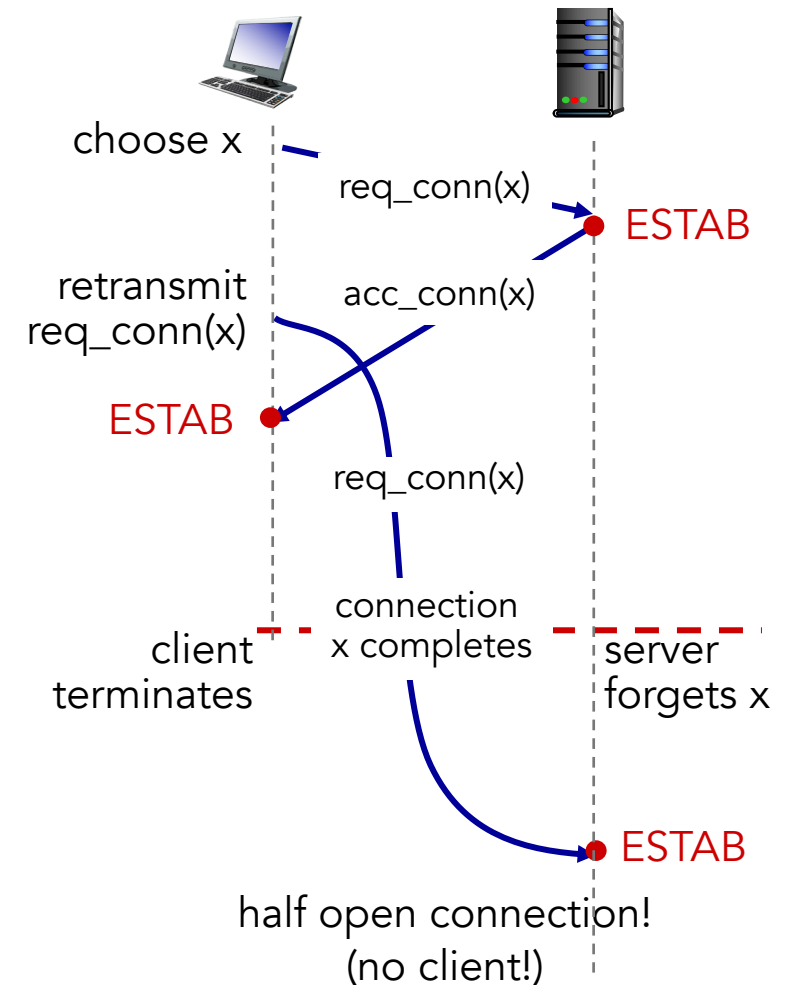 choose x
req_conn(x)
ESTAB
retransmit
req_conn(x)
acc_conn(x)
ESTAB
req_conn(x)
connection
x completes
client
terminates
server
forgets x
ESTAB
half open connection!
(no client!)